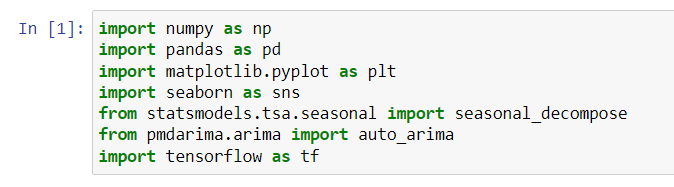 In [1]: import numpy as np
import pandas as pd
import matplotlib.pyplot as plt
import seaborn as sns
from statsmodels.tsa.seasonal import seasonal_decompose
from pmdarima.arima import auto_arima
import tensorflow as tf